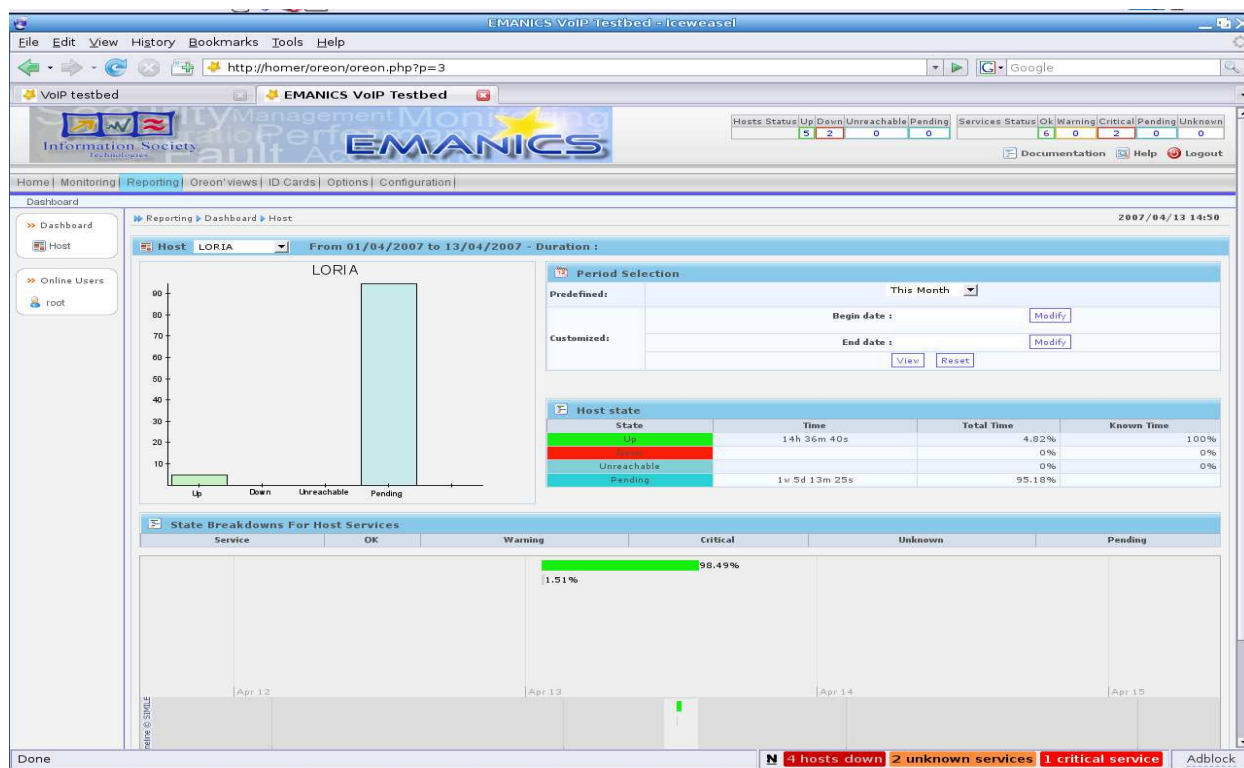 EMANICS VoIP Testbed - Iceweasel
File Edit View History Bookmarks Tools Help
http://homer/oreon/oreon.php?p=3
G Google
VoIP testbed
EMANICS VoIP Testbed
Management
Information Society
Technologies
EMANICS
Hosts Status Up Down Unreachable Pending
5 2 0 0
Services Status Ok Warning Critical Pending Unknown
6 0 2 0 0
Documentation Help Logout
Home| Monitoring| Reporting| Oreon'views| ID Cards| Options| Configuration|
Dashboard
Dashboard
Host
Online Users
root
Reporting Dashboard Host
2007/04/13 14:50
Host LORIA From 01/04/2007 to 13/04/2007 - Duration :
LORIA
90
80
70
60
50
40
30
20
10
Up Down Unreachable Pending
Period Selection
Predefined: This Month
Customized:
Begin date : Modify
End date : Modify
View Reset
Host state
State Time Total Time Known Time
Up 14h 36m 40s 4.82% 100%
Down 0% 0%
Unreachable 0% 0%
Pending 1w 5d 13m 25s 95.18%
State Breakdowns For Host Services
Service OK Warning Critical Unknown Pending
98.49%
1.51%
Apr 12 Apr 13 Apr 14 Apr 15
© SIMILE
Done
N 4 hosts down 2 unknown services 1 critical service Adblock